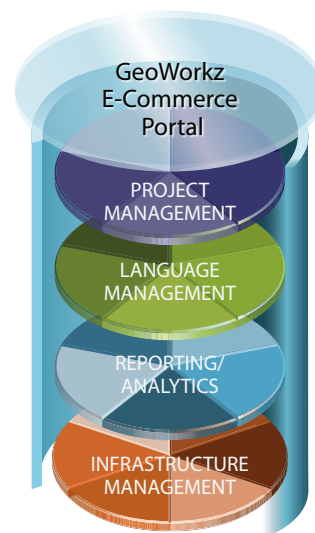 GeoWorkz
E-Commerce
Portal
PROJECT
MANAGEMENT
LANGUAGE
MANAGEMENT
REPORTING/
ANALYTICS
INFRASTRUCTURE
MANAGEMENT